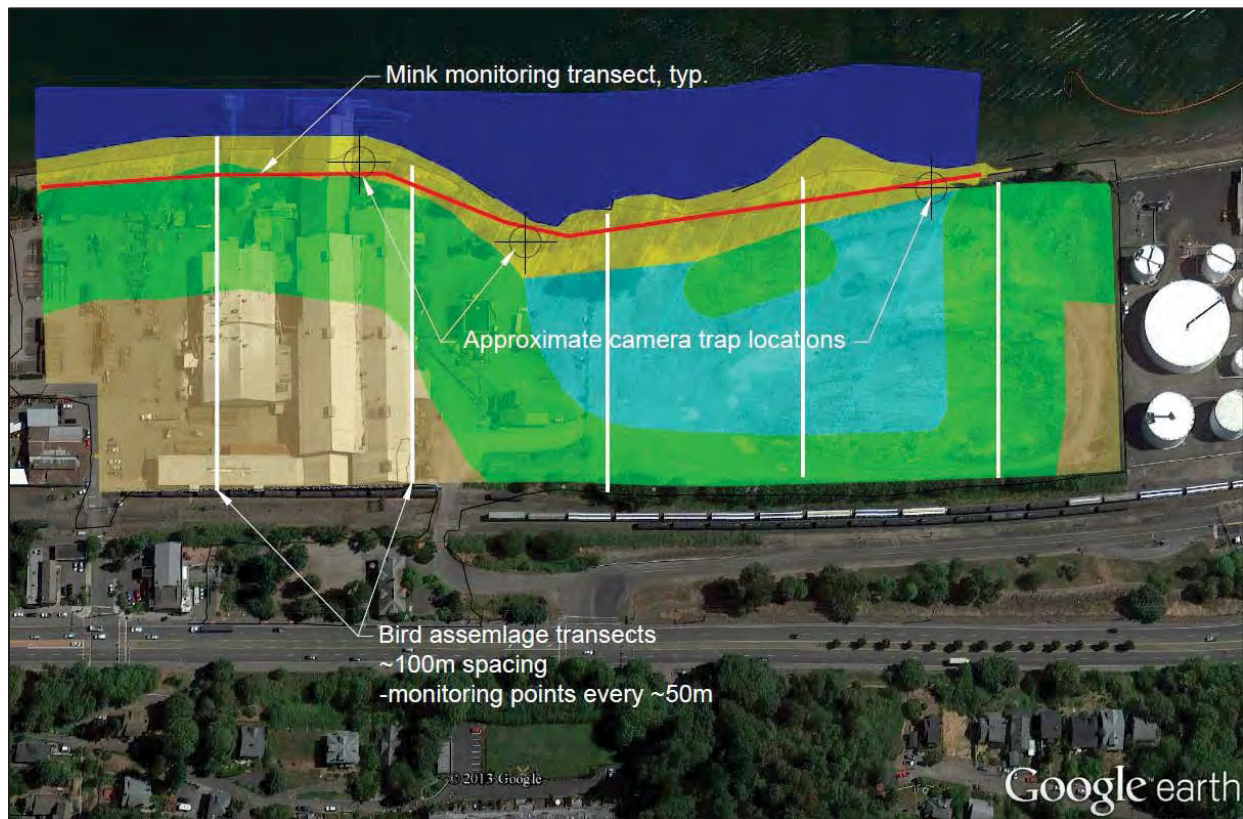 Mink monitoring transect, typ.
Approximate camera trap locations
Bird assemlage transects
~100m spacing
-monitoring points every ~50m
© 2013 Google
Google earth